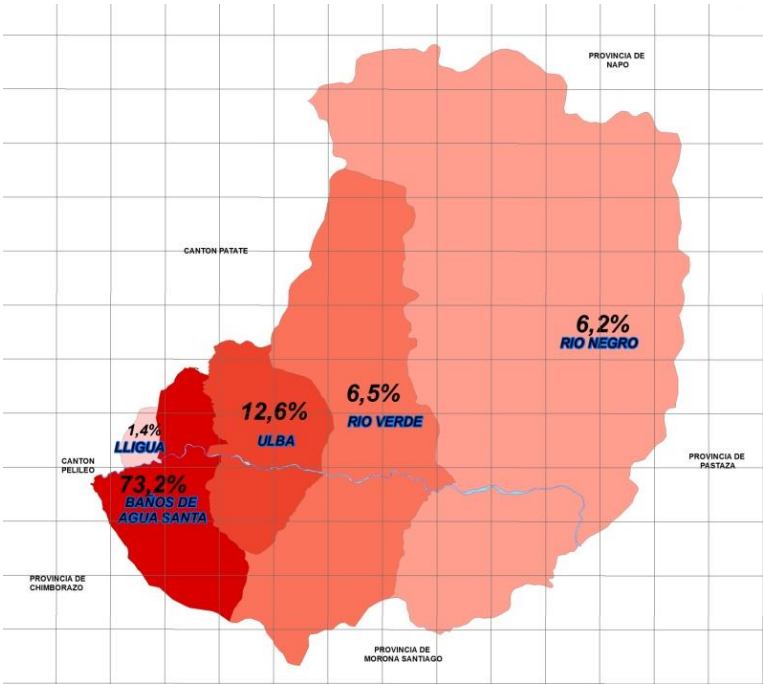 PROVINCIA DE
NAPO
CANTON PATATE
6,2%
RIO NEGRO
6,5%
RIO VERDE
12,6%
ULBA
1,4%
LLIGUA
CANTON
PELILEO
PROVINCIA DE
PASTAZA
73,2%
BAÑOS DE
AGUA SANTA
PROVINCIA DE
CHIMBORAZO
PROVINCIA DE
MORONA SANTIAGO